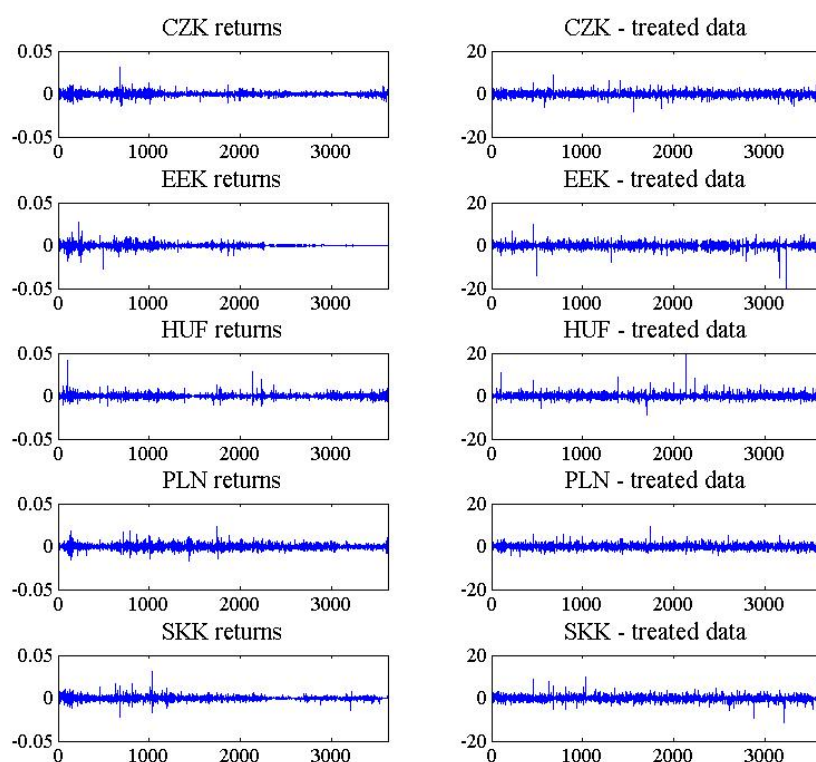 CZK returns
0.05
0
-0.05
0 1000 2000 3000
CZK - treated data
20
0
-20
0 1000 2000 3000
EEK returns
0.05
0
-0.05
0 1000 2000 3000
EEK - treated data
20
0
-20
0 1000 2000 3000
HUF returns
0.05
0
-0.05
0 1000 2000 3000
HUF - treated data
20
0
-20
0 1000 2000 3000
PLN returns
0.05
0
-0.05
0 1000 2000 3000
PLN - treated data
20
0
-20
0 1000 2000 3000
SKK returns
0.05
0
-0.05
0 1000 2000 3000
SKK - treated data
20
0
-20
0 1000 2000 3000